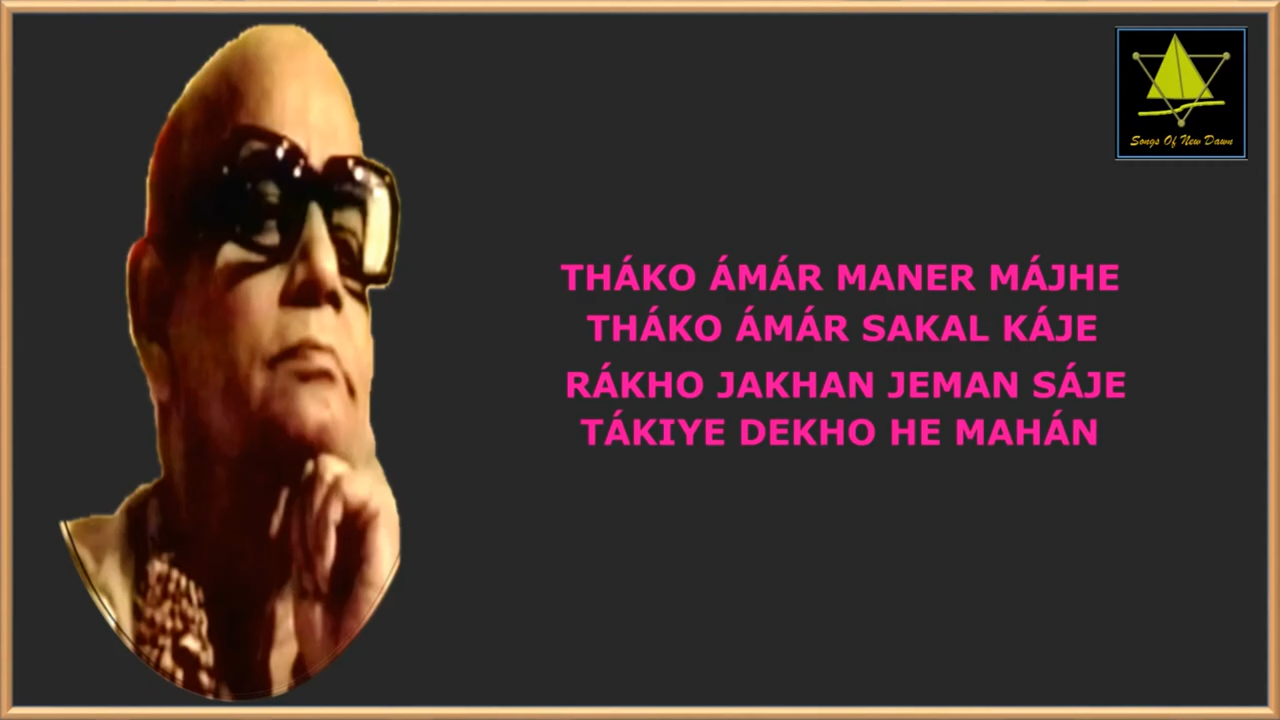 Songs Of New Dawn
THÁKO ÁMÁR MANER MÁJHE
THÁKO ÁMÁR SAKAL KÁJE
RÁKHO JAKHAN JEMAN SÁJE
TÁKIYE DEKHO HE MAHÁN